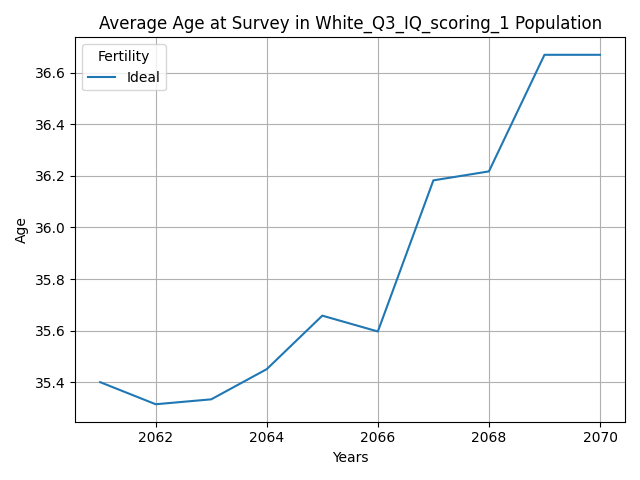 Average Age at Survey in White_Q3_IQ_scoring_1 Population
Fertility
Ideal
36.6
36.4
36.2
36.0
35.8
35.6
35.4
Age
2062 2064 2066 2068 2070
Years